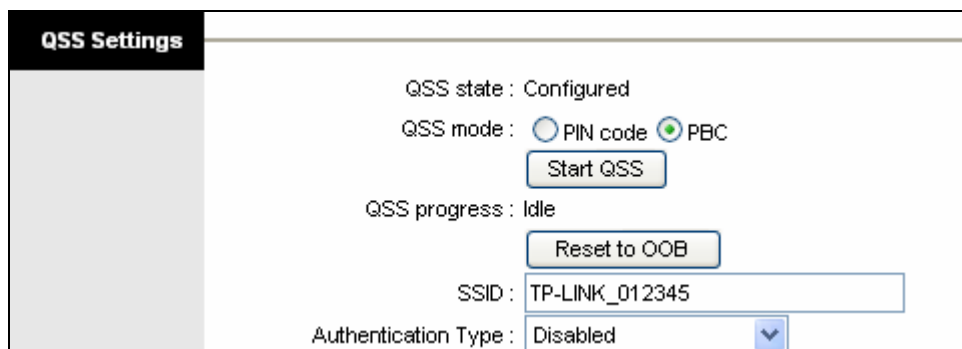 QSS Settings
QSS state : Configured
QSS mode : PIN code PBC
Start QSS
QSS progress : Idle
Reset to OOB
SSID : TP-LINK_012345
Authentication Type : Disabled